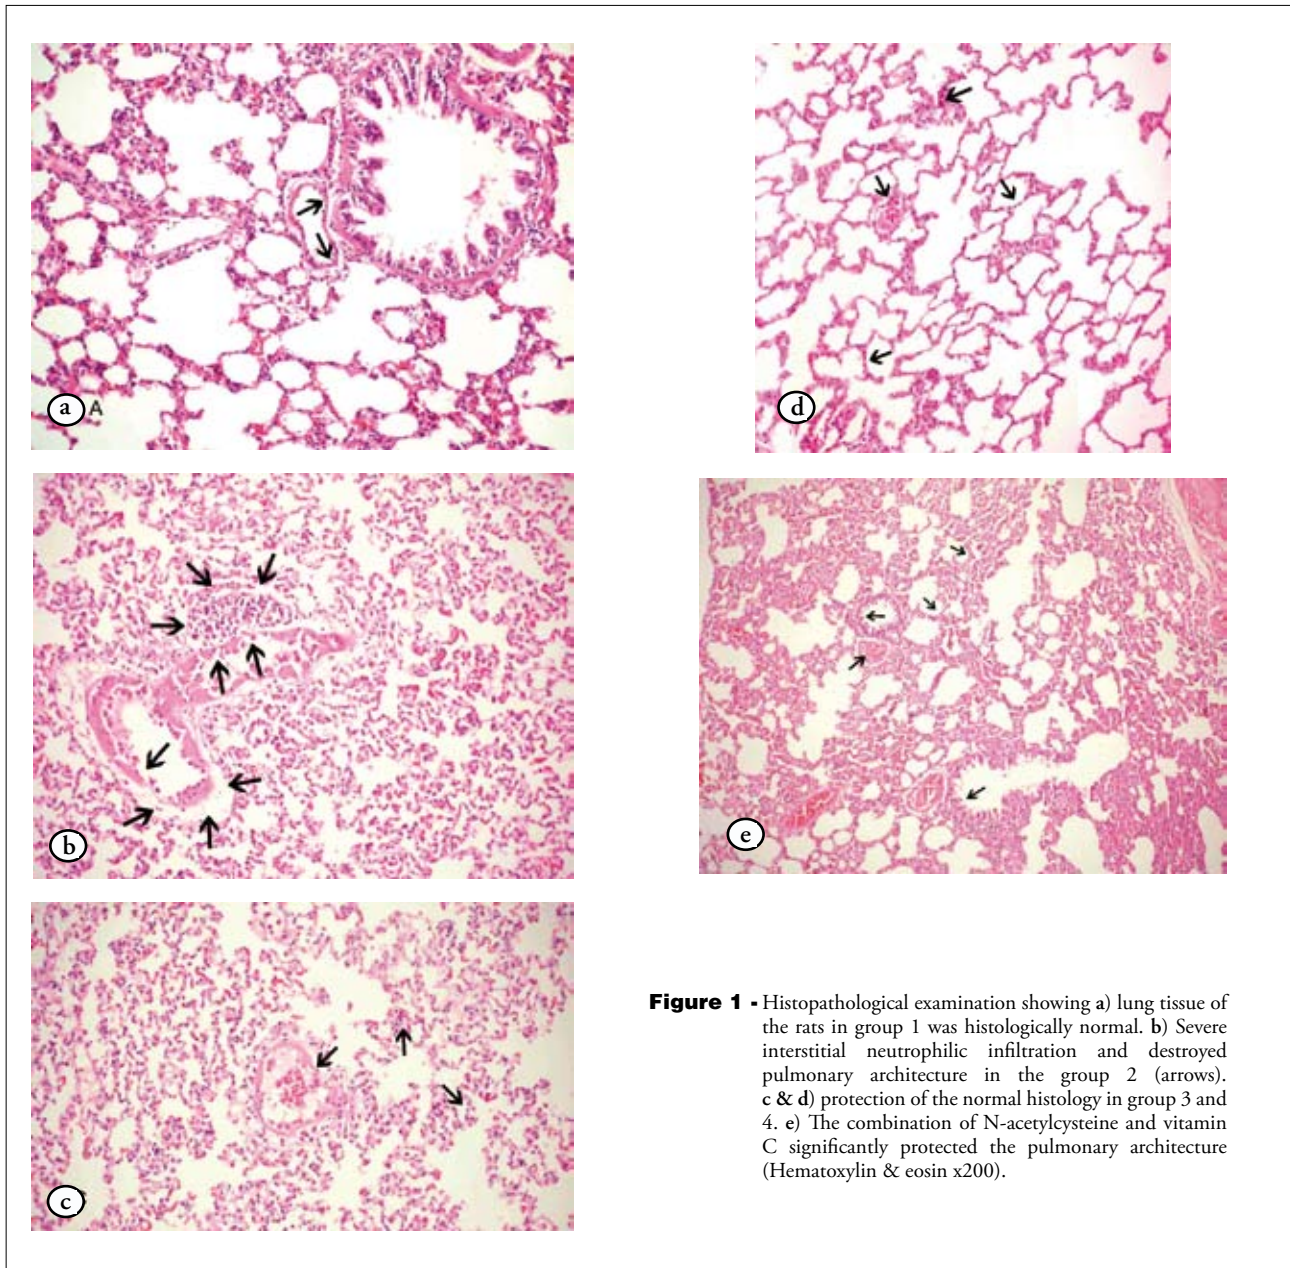 a A
d
b
e
c
Figure 1 - Histopathological examination showing a) lung tissue of
the rats in group 1 was histologically normal. b) Severe
interstitial neutrophilic infiltration and destroyed
pulmonary architecture in the group 2 (arrows).
c & d) protection of the normal histology in group 3 and
4. e) The combination of N-acetylcysteine and vitamin
C significantly protected the pulmonary architecture
(Hematoxylin & eosin x200).